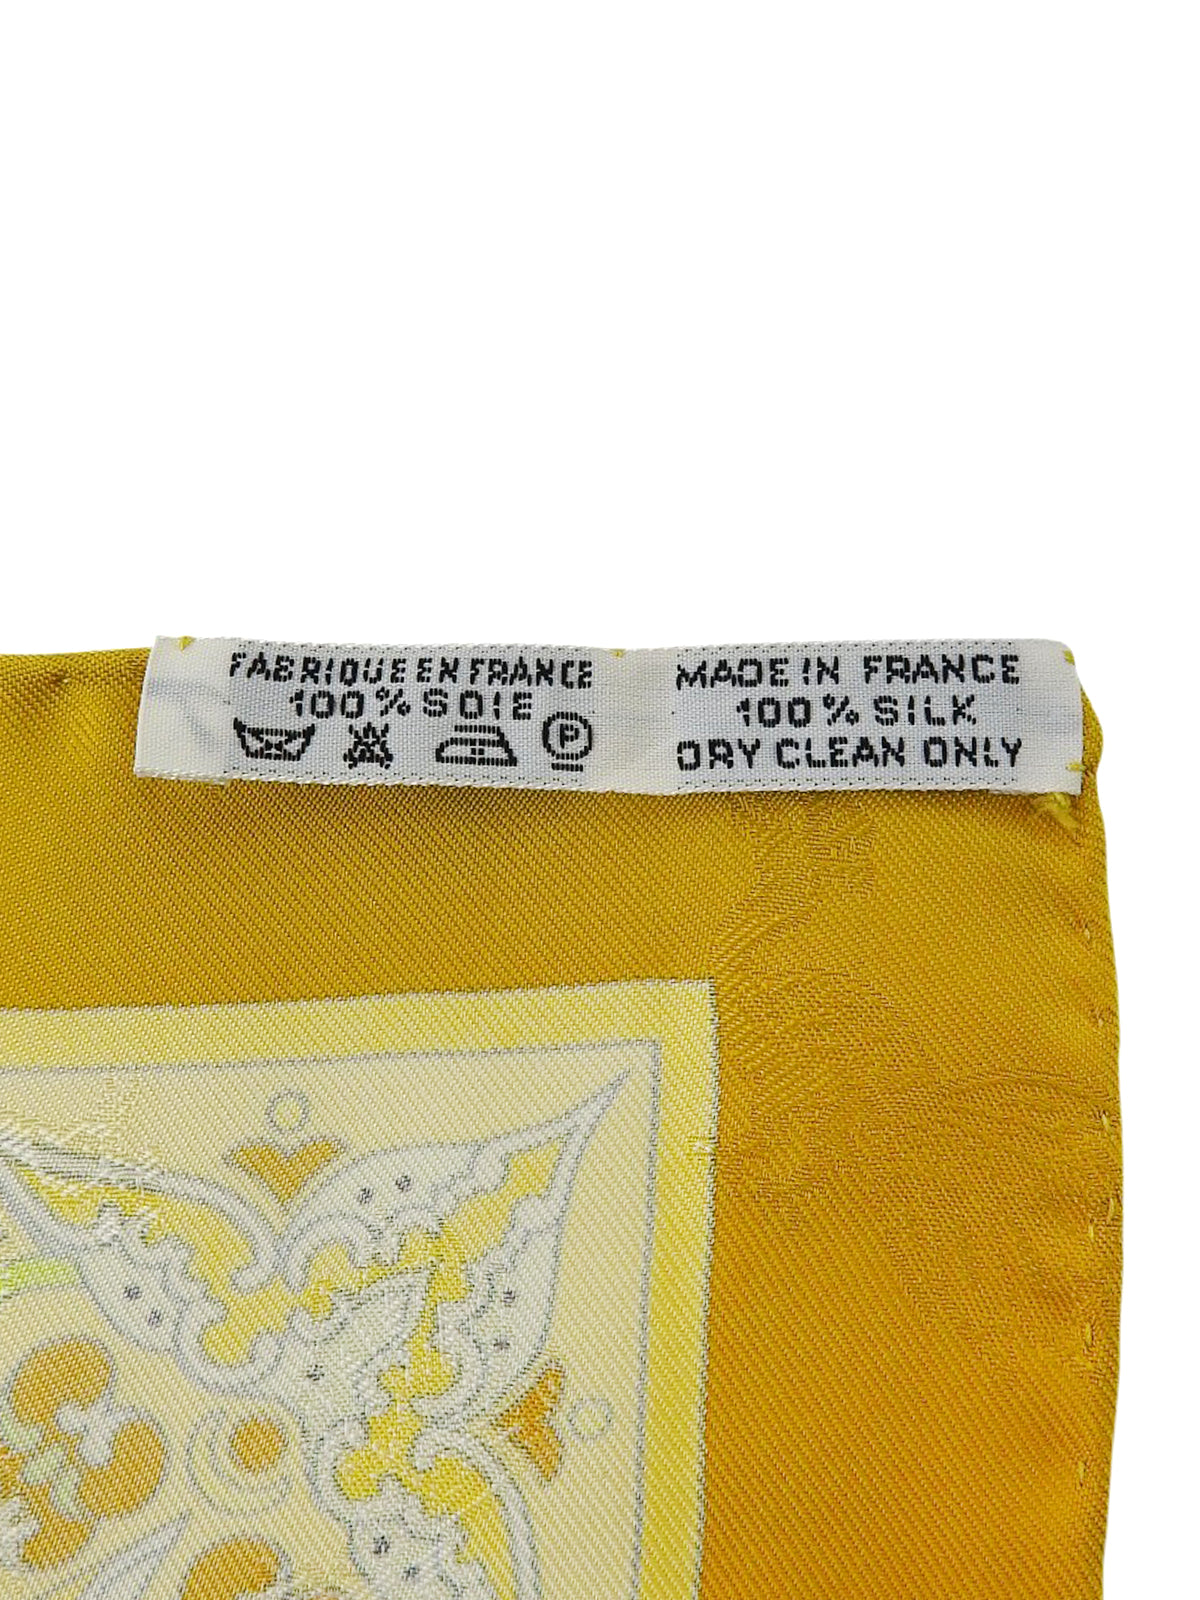 FABRIQUE EN FRANCE
100% SOIE
P
MADE IN FRANCE
100% SILK
DRY CLEAN ONLY